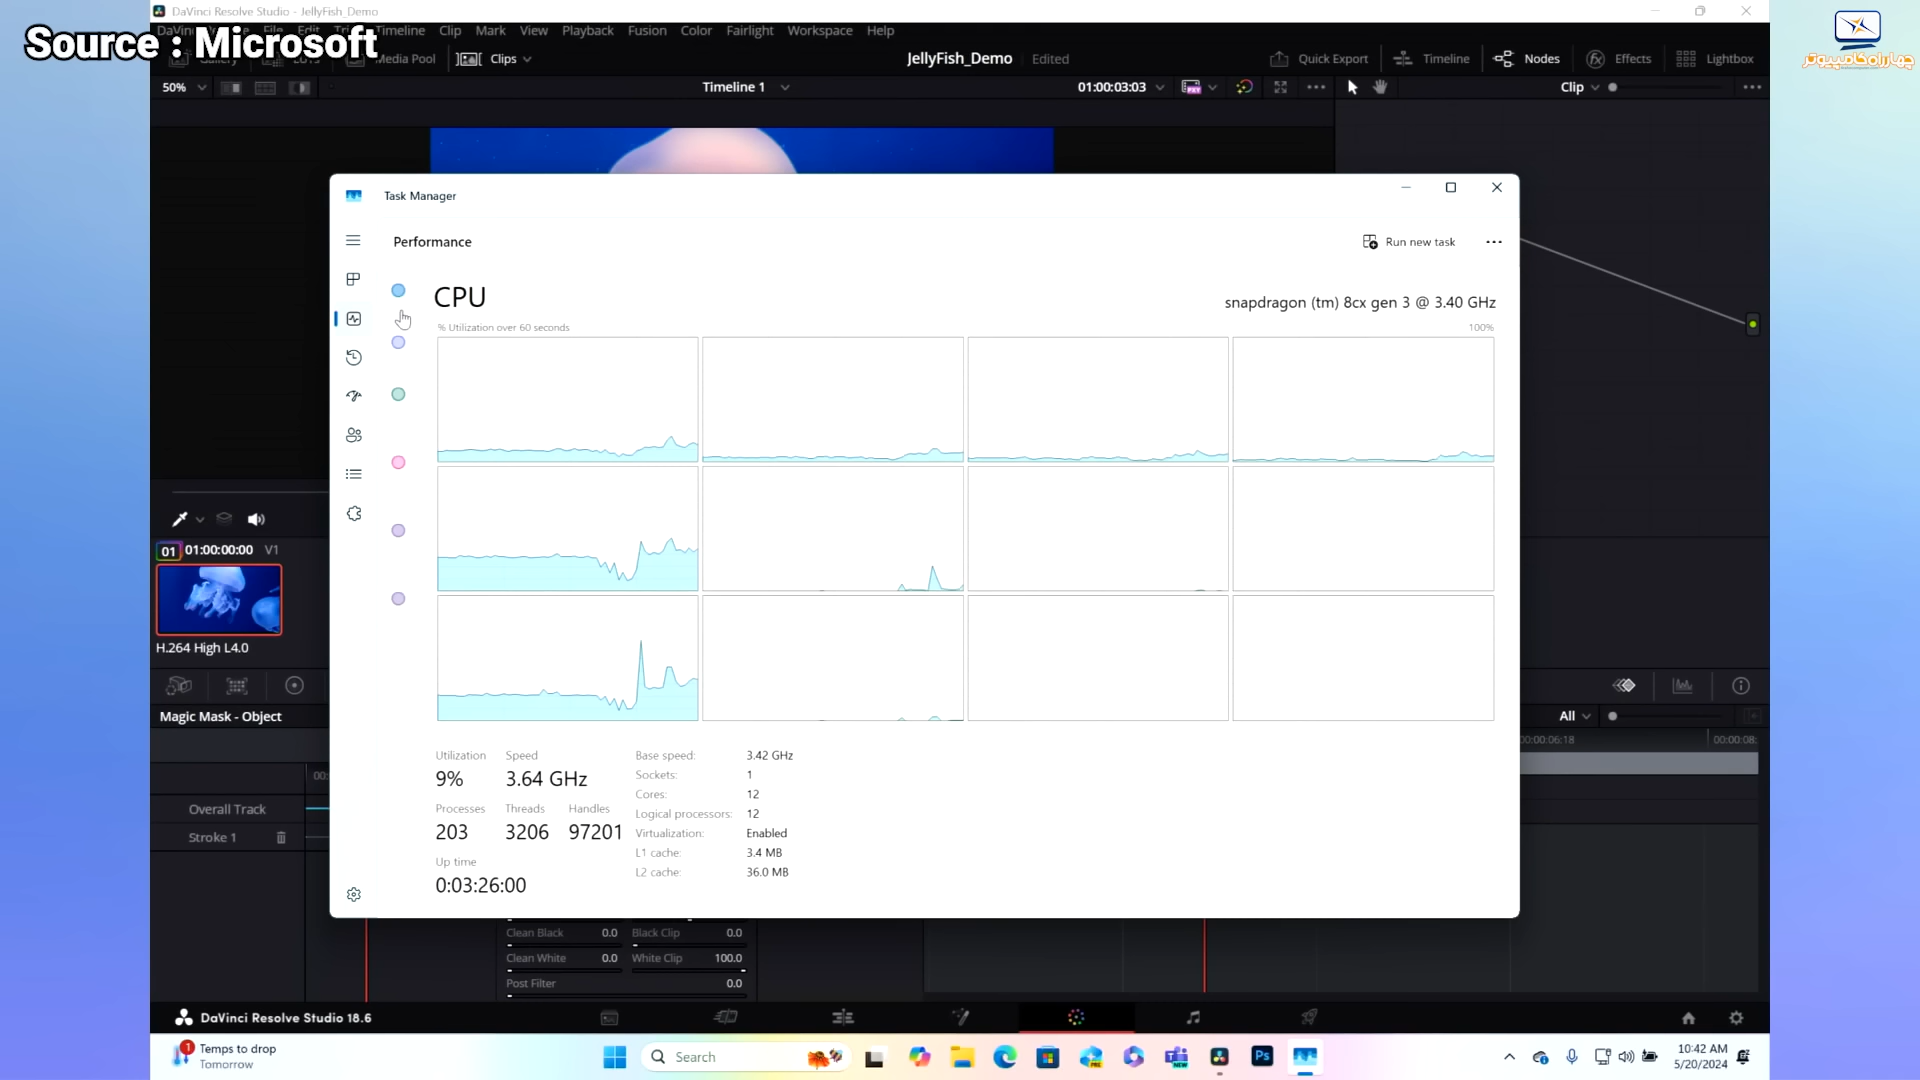 DaVinci Resolve Studio - JellyFish_Demo
Source : Microsoft
File Edit Timeline Clip Mark View Playback Fusion Color Fairlight Workspace Help
Media Pool Clips JellyFish_Demo Edited Quick Export Timeline Nodes Effects Lightbox
چهارراه کامپیوتر
50% Timeline 1 01:00:03:03 Clip
Task Manager
Performance Run new task
CPU snapdragon (tm) 8cx gen 3 @ 3.40 GHz
% Utilization over 60 seconds 100%
01 01:00:00:00 V1
H.264 High L4.0
Magic Mask - Object All
00:00:06:18 00:00:08:
Overall Track
Stroke 1
Utilization Speed
9% 3.64 GHz
Processes Threads Handles
203 3206 97201
Up time
0:03:26:00
Base speed: 3.42 GHz
Sockets: 1
Cores: 12
Logical processors: 12
Virtualization: Enabled
L1 cache: 3.4 MB
L2 cache: 36.0 MB
Clean Black 0.0 Black Clip 0.0
Clean White 0.0 White Clip 100.0
Post Filter 0.0
DaVinci Resolve Studio 18.6
1 Temps to drop
Tomorrow
Search
PRE
NEW
Ps
10:42 AM
5/20/2024